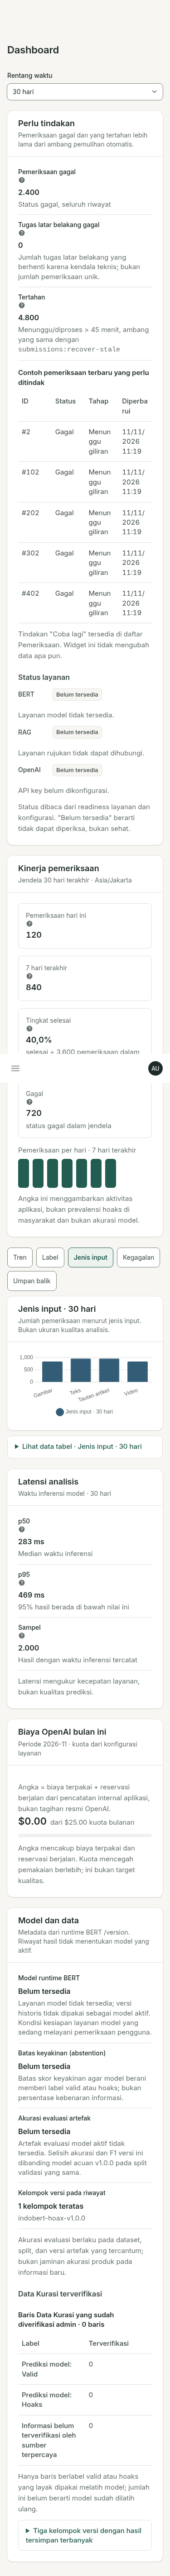 Dashboard
Rentang waktu
30 hari
Perlu tindakan
Pemeriksaan gagal dan yang tertahan lebih
lama dari ambang pemulihan otomatis.
Pemeriksaan gagal
?
2.400
Status gagal, seluruh riwayat
Tugas latar belakang gagal
?
0
Jumlah tugas latar belakang yang
berhenti karena kendala teknis; bukan
jumlah pemeriksaan unik.
Tertahan
?
4.800
Menunggu/diproses > 45 menit, ambang
yang sama dengan
submissions:recover-stale
Contoh pemeriksaan terbaru yang perlu
ditindak
ID Status Tahap Diperba
rui
#2 Gagal Menun
ggu
giliran 11/11/
2026
11:19
#102 Gagal Menun
ggu
giliran 11/11/
2026
11:19
#202 Gagal Menun
ggu
giliran 11/11/
2026
11:19
#302 Gagal Menun
ggu
giliran 11/11/
2026
11:19
#402 Gagal Menun
ggu
giliran 11/11/
2026
11:19
Tindakan "Coba lagi" tersedia di daftar
Pemeriksaan. Widget ini tidak mengubah
data apa pun.
Status layanan
BERT Belum tersedia
Layanan model tidak tersedia.
RAG Belum tersedia
Layanan rujukan tidak dapat dihubungi.
OpenAI Belum tersedia
API key belum dikonfigurasi.
Status dibaca dari readiness layanan dan
konfigurasi. "Belum tersedia" berarti
tidak dapat diperiksa, bukan sehat.
Kinerja pemeriksaan
Jendela 30 hari terakhir · Asia/Jakarta
Pemeriksaan hari ini
?
120
7 hari terakhir
?
840
Tingkat selesai
?
40,0%
selesai ÷ 3.600 pemeriksaan dalam
AU
Gagal
?
720
status gagal dalam jendela
Pemeriksaan per hari · 7 hari terakhir
Angka ini menggambarkan aktivitas
aplikasi, bukan prevalensi hoaks di
masyarakat dan bukan akurasi model.
Tren Label Jenis input Kegagalan
Umpan balik
Jenis input · 30 hari
Jumlah pemeriksaan menurut jenis input.
Bukan ukuran kualitas analisis.
1,000
500
0
Gambar Teks Tautan artikel Video
Jenis input · 30 hari
Lihat data tabel · Jenis input · 30 hari
Latensi analisis
Waktu inferensi model · 30 hari
p50
?
283 ms
Median waktu inferensi
p95
?
469 ms
95% hasil berada di bawah nilai ini
Sampel
?
2.000
Hasil dengan waktu inferensi tercatat
Latensi mengukur kecepatan layanan,
bukan kualitas prediksi.
Biaya OpenAI bulan ini
Periode 2026-11 · kuota dari konfigurasi
layanan
Angka = biaya terpakai + reservasi
berjalan dari pencatatan internal aplikasi,
bukan tagihan resmi OpenAI.
$0.00 dari $25.00 kuota bulanan
Angka mencakup biaya terpakai dan
reservasi berjalan. Kuota mencegah
pemakaian berlebih; ini bukan target
kualitas.
Model dan data
Metadata dari runtime BERT /version.
Riwayat hasil tidak menentukan model yang
aktif.
Model runtime BERT
Belum tersedia
Layanan model tidak tersedia; versi
historis tidak dipakai sebagai model aktif.
Kondisi kesiapan layanan model yang
sedang melayani pemeriksaan pengguna.
Batas keyakinan (abstention)
Belum tersedia
Batas skor keyakinan agar model berani
memberi label valid atau hoaks; bukan
persentase kebenaran informasi.
Akurasi evaluasi artefak
Belum tersedia
Artefak evaluasi model aktif tidak
tersedia. Selisih akurasi dan F1 versi ini
dibanding model acuan v1.0.0 pada split
validasi yang sama.
Kelompok versi pada riwayat
1 kelompok teratas
indobert-hoax-v1.0.0
Akurasi evaluasi berlaku pada dataset,
split, dan versi artefak yang tercantum;
bukan jaminan akurasi produk pada
informasi baru.
Data Kurasi terverifikasi
Baris Data Kurasi yang sudah
diverifikasi admin · 0 baris
Label Terverifikasi
Prediksi model:
Valid 0
Prediksi model:
Hoaks 0
Informasi belum
terverifikasi oleh
sumber
terpercaya 0
Hanya baris berlabel valid atau hoaks
yang layak dipakai melatih model; jumlah
ini belum berarti model sudah dilatih
ulang.
Tiga kelompok versi dengan hasil
tersimpan terbanyak